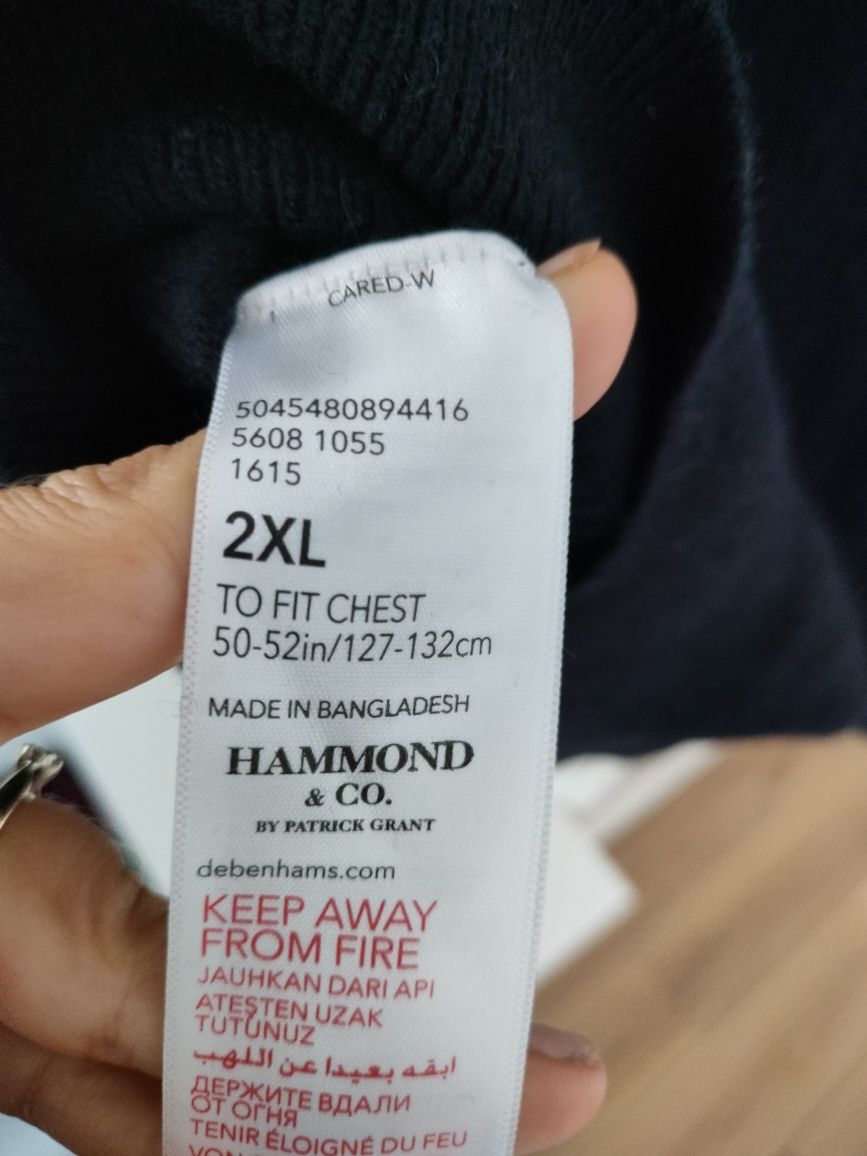 CARED-W
5045480894416
5608 1055
1615
2XL
TO FIT CHEST
50-52in/127-132cm
MADE IN BANGLADESH
HAMMOND
& CO.
BY PATRICK GRANT
debenhams.com
KEEP AWAY
FROM FIRE
JAUHKAN DARI API
ATEŞTEN UZAK
TUTUNUZ
ابقه بعيدا عن اللهب
ДЕРЖИТЕ ВДАЛИ
ОТ ОГНЯ
TENIR ÉLOIGNÉ DU FEU
VON